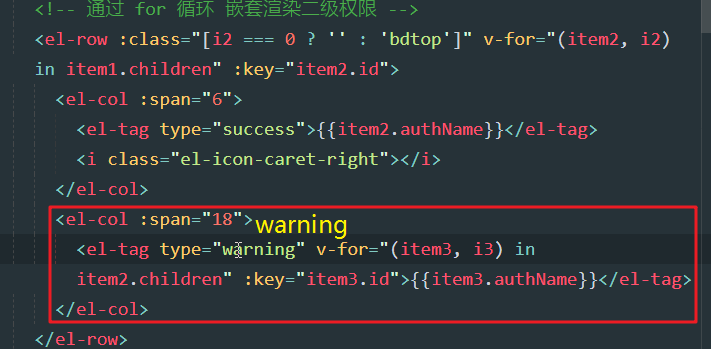 <!-- 通过 for 循环 嵌套渲染二级权限 -->
<el-row :class="[i2 === 0 ? '' : 'bdtop']" v-for="(item2, i2)
in item1.children" :key="item2.id">
<el-col :span="6">
<el-tag type="success">{{item2.authName}}</el-tag>
<i class="el-icon-caret-right"></i>
</el-col>
<el-col :span="18">
warning
<el-tag type="warning" v-for="(item3, i3) in
item2.children" :key="item3.id">{{item3.authName}}</el-tag>
</el-col>
</el-row>